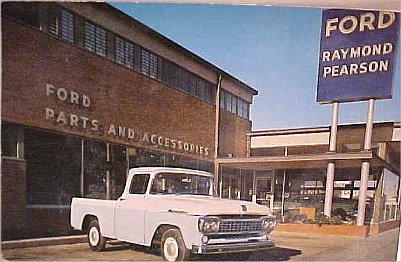 FORD
RAYMOND
PEARSON
FORD
PARTS AND ACCESSORIES